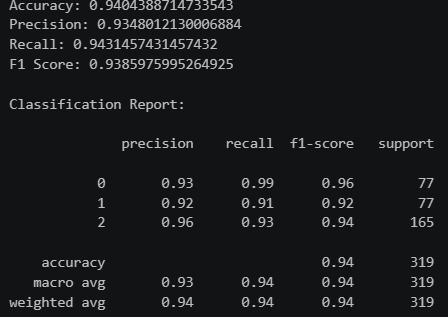 Accuracy: 0.9404388714733543
Precision: 0.9348012130006884
Recall: 0.9431457431457432
F1 Score: 0.9385975995264925
Classification Report:
precision recall f1-score support
0 0.93 0.99 0.96 77
1 0.92 0.91 0.92 77
2 0.96 0.93 0.94 165
accuracy 0.94 319
macro avg 0.93 0.94 0.94 319
weighted avg 0.94 0.94 0.94 319